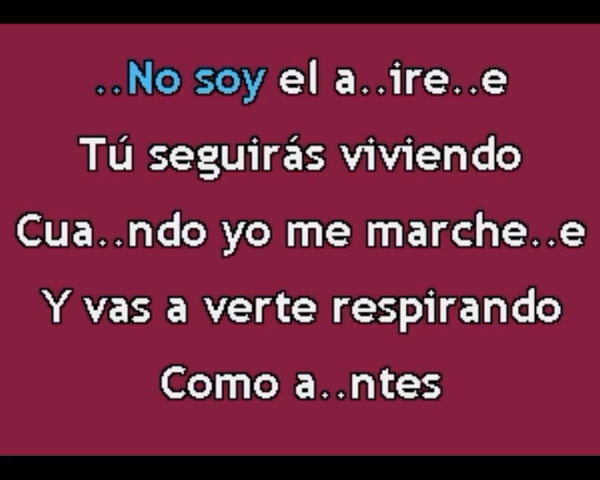 ..No soy el a..ire..e
Tú seguirás viviendo
Cua..ndo yo me marche..e
Y vas a verte respirando
Como a..ntes